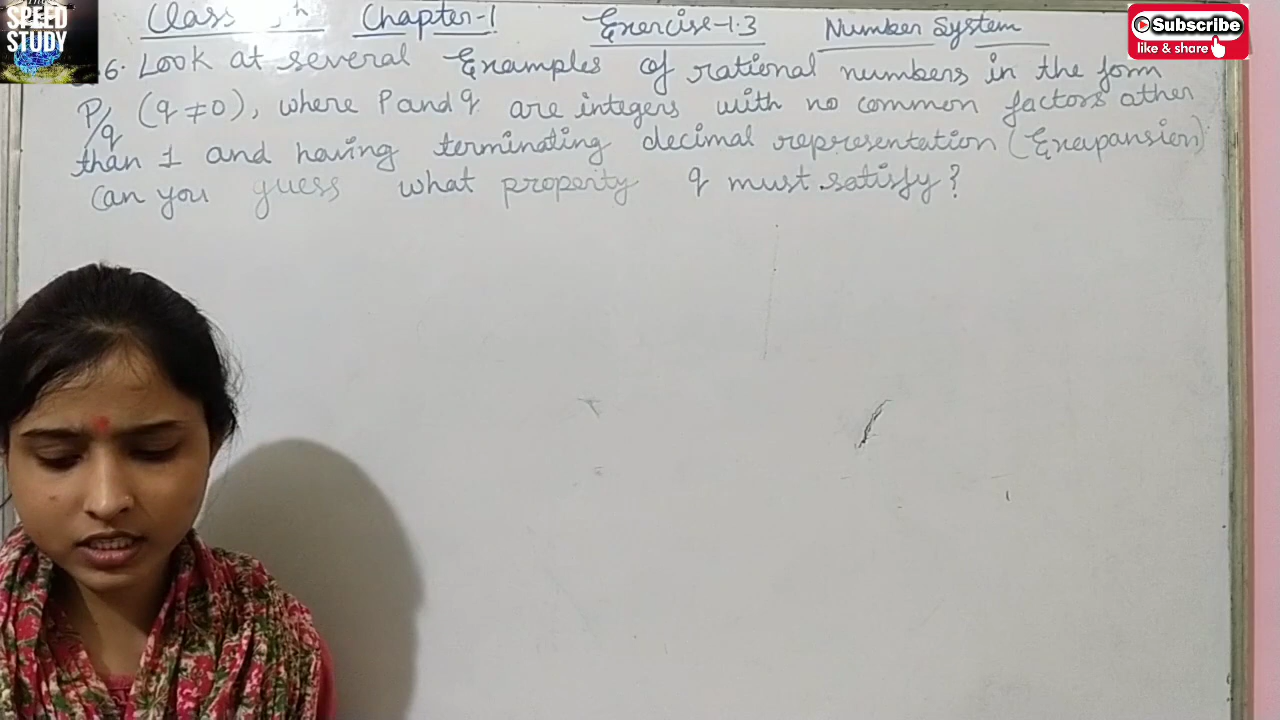 SPEED
STUDY
Subscribe
like & share
Class Chapter-1 Exercise-1.3 Number System
6. Look at several Examples of rational numbers in the form
P/q (q ≠ 0), where P and q are integers with no common factors other
than 1 and having terminating decimal representation (Exapansion)
Can you guess what property q must satisfy?